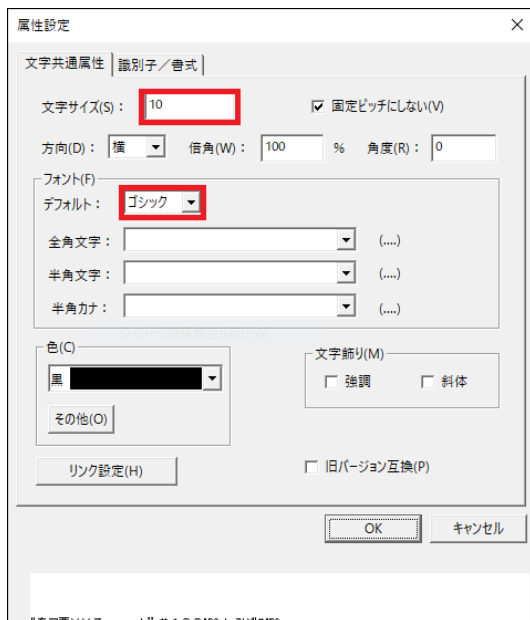 属性設定
文字共通属性 識別子／書式
文字サイズ(S)： 10 固定ピッチにしない(V)
方向(D)： 横 倍角(W)： 100 % 角度(R)： 0
フォント(F)
デフォルト： ゴシック
全角文字： (....)
半角文字： (....)
半角カナ： (....)
色(C)
文字飾り(M)
黒
強調 斜体
その他(O)
リンク設定(H) 旧バージョン互換(P)
OK キャンセル